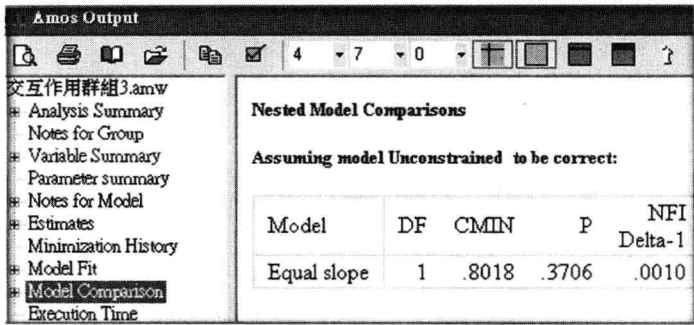 Amos Output
4 7 0
交互作用群組3.amw
Analysis Summary
Notes for Group
Variable Summary
Parameter summary
Notes for Model
Estimates
Minimization History
Model Fit
Model Comparison
Execution Time
Nested Model Comparisons
Assuming model Unconstrained to be correct:
Model DF CMIN P NFI Delta-1
Equal slope 1 .8018 .3706 .0010